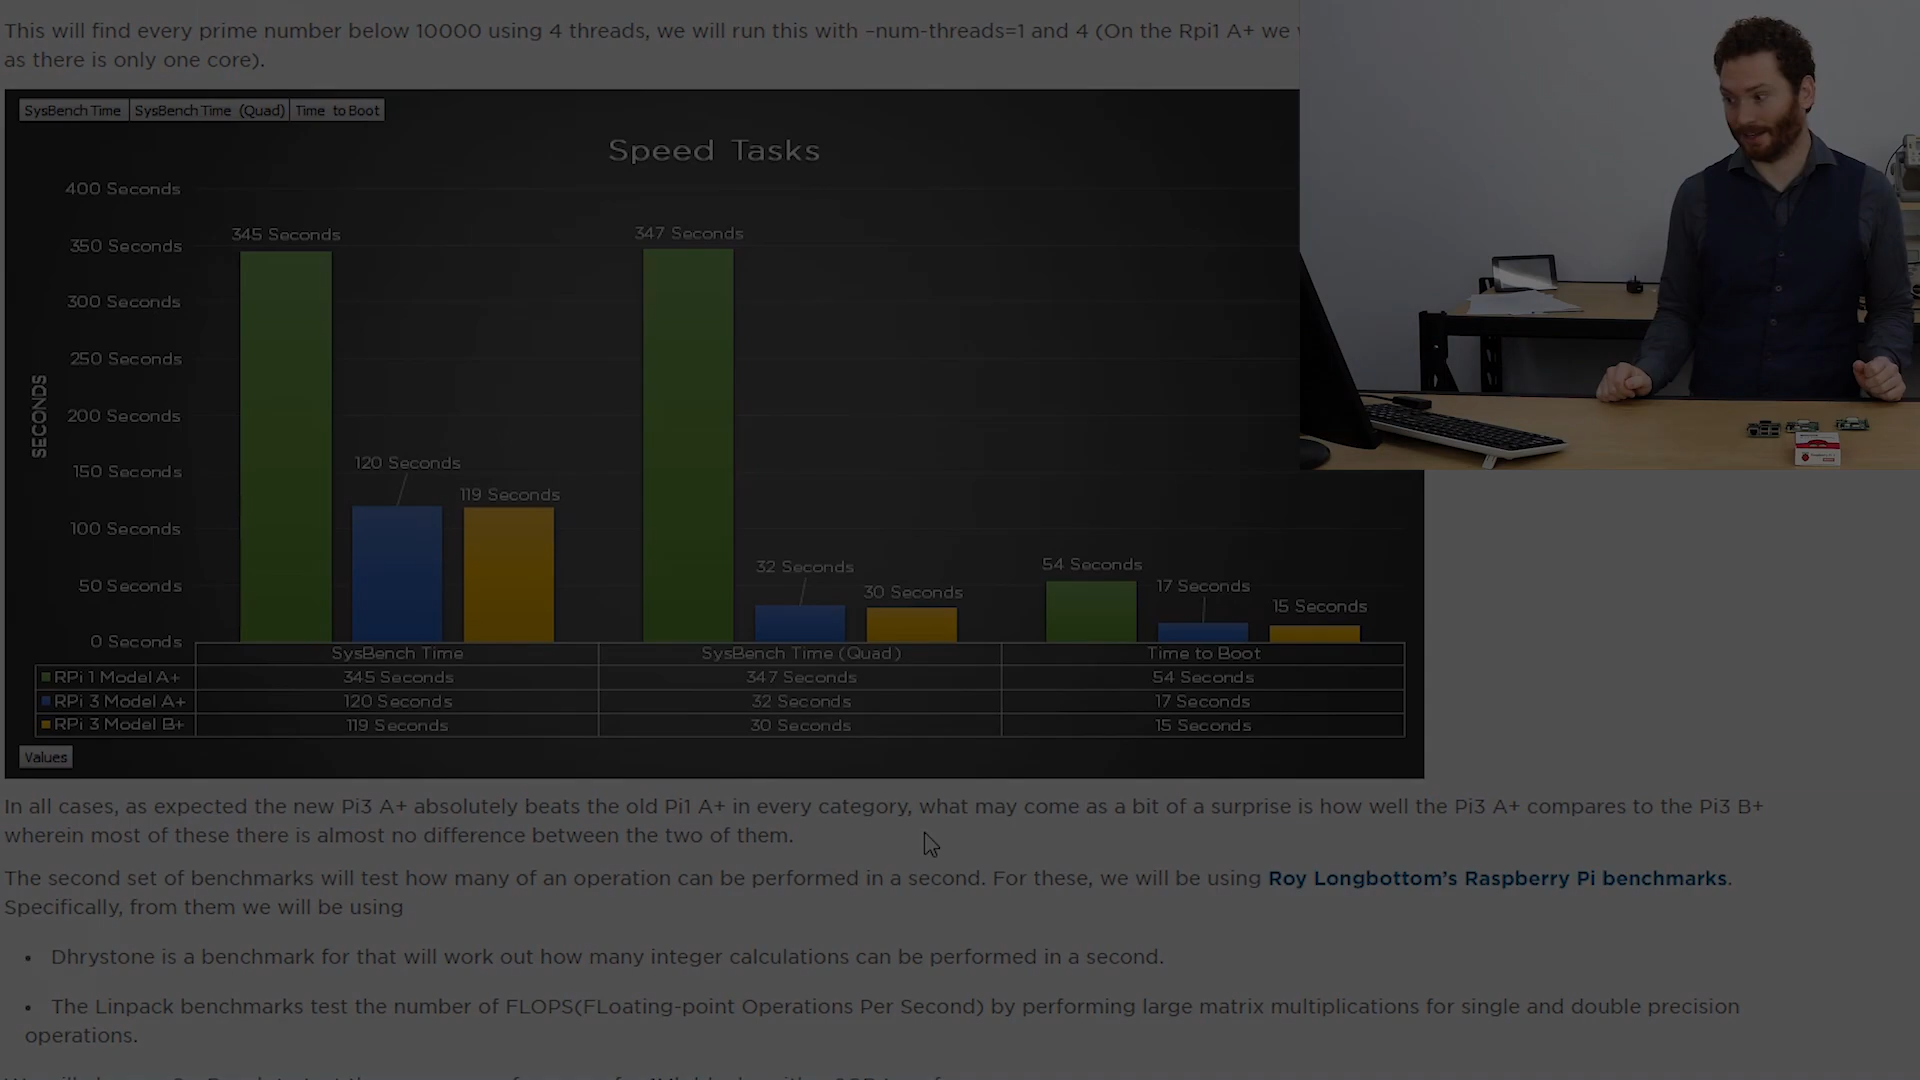 This will find every prime number below 10000 using 4 threads, we will run this with –num-threads=1 and 4 (On the Rpi1 A+ we
as there is only one core).
SysBench Time SysBench Time (Quad) Time to Boot
Speed Tasks
400 Seconds
350 Seconds
300 Seconds
250 Seconds
200 Seconds
150 Seconds
100 Seconds
50 Seconds
0 Seconds
SECONDS
345 Seconds
120 Seconds
119 Seconds
347 Seconds
32 Seconds
30 Seconds
54 Seconds
17 Seconds
15 Seconds
SysBench Time SysBench Time (Quad) Time to Boot
RPi 1 Model A+ 345 Seconds 347 Seconds 54 Seconds
RPi 3 Model A+ 120 Seconds 32 Seconds 17 Seconds
RPi 3 Model B+ 119 Seconds 30 Seconds 15 Seconds
Values
In all cases, as expected the new Pi3 A+ absolutely beats the old Pi1 A+ in every category, what may come as a bit of a surprise is how well the Pi3 A+ compares to the Pi3 B+
wherein most of these there is almost no difference between the two of them.
The second set of benchmarks will test how many of an operation can be performed in a second. For these, we will be using Roy Longbottom’s Raspberry Pi benchmarks.
Specifically, from them we will be using
• Dhrystone is a benchmark for that will work out how many integer calculations can be performed in a second.
• The Linpack benchmarks test the number of FLOPS(FLoating-point Operations Per Second) by performing large matrix multiplications for single and double precision
operations.